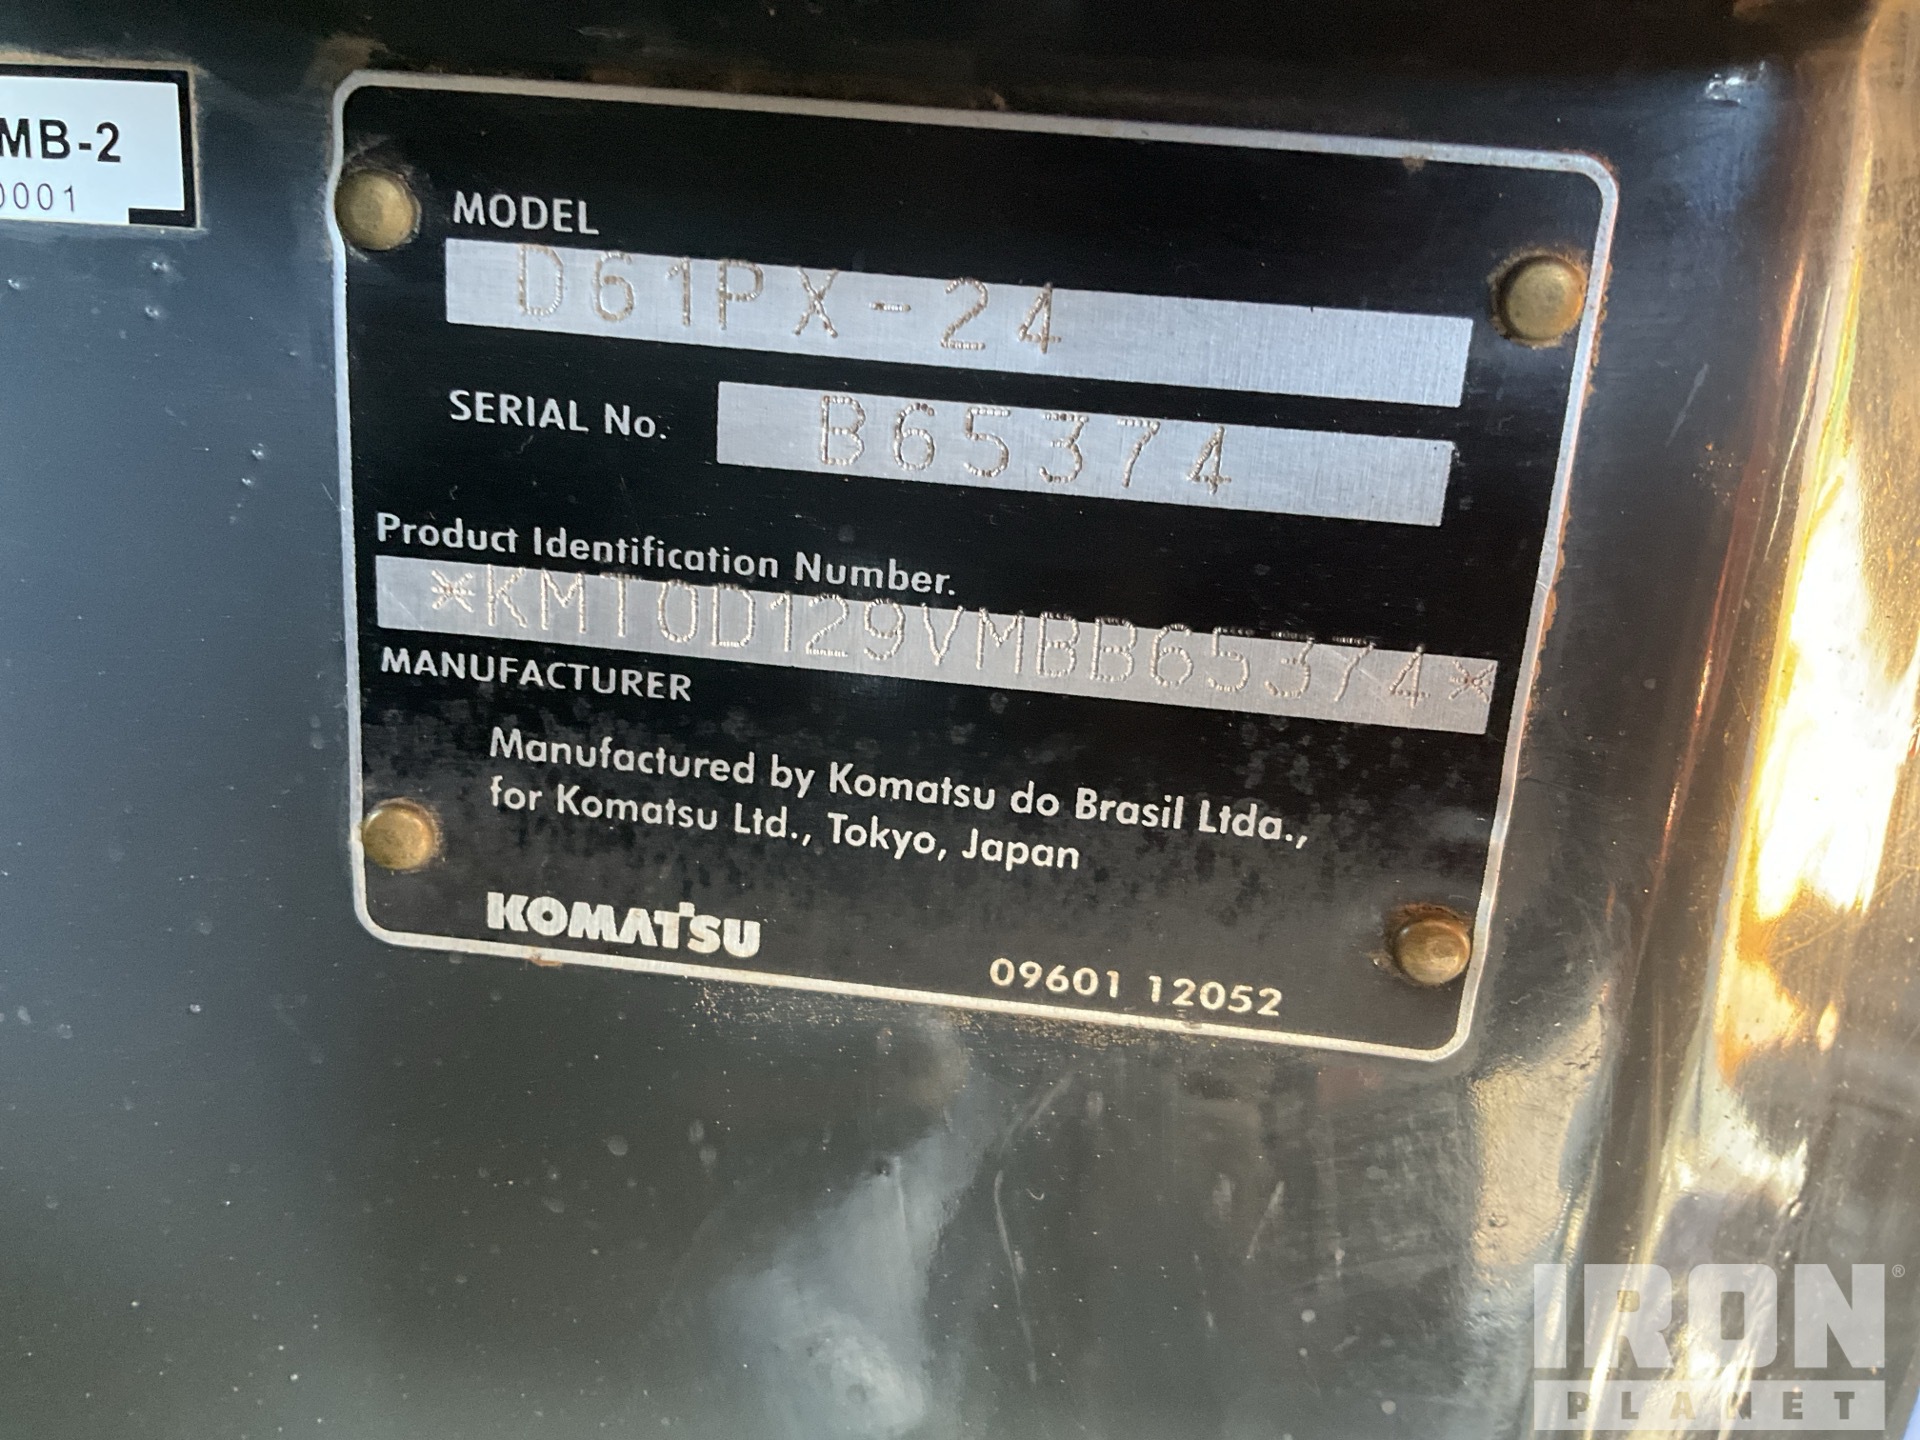 MB-2
0001
MODEL
D61PX-24
SERIAL No.
B65374
Product Identification Number.
*KMT0D129VMBB65374*
MANUFACTURER
Manufactured by Komatsu do Brasil Ltda.,
for Komatsu Ltd., Tokyo, Japan
KOMATSU
09601 12052
IRON®
PLANET